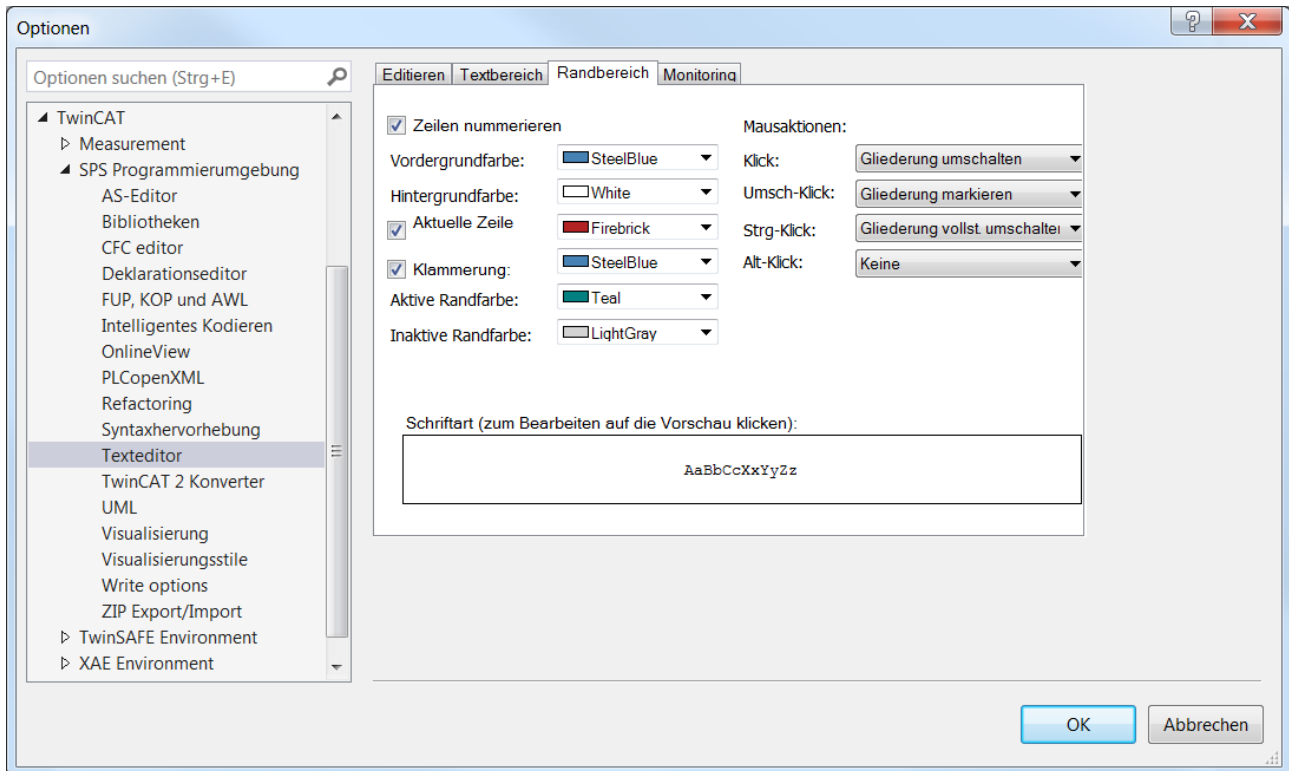 Optionen
Optionen suchen (Strg+E)
TwinCAT
Measurement
SPS Programmierumgebung
AS-Editor
Bibliotheken
CFC editor
Deklarationseditor
FUP, KOP und AWL
Intelligentes Kodieren
OnlineView
PLCopenXML
Refactoring
Syntaxhervorhebung
Texteditor
TwinCAT 2 Konverter
UML
Visualisierung
Visualisierungsstile
Write options
ZIP Export/Import
TwinSAFE Environment
XAE Environment
Editieren Textbereich Randbereich Monitoring
Zeilen nummerieren
Vordergrundfarbe: SteelBlue
Hintergrundfarbe: White
Aktuelle Zeile Firebrick
Klammerung: SteelBlue
Aktive Randfarbe: Teal
Inaktive Randfarbe: LightGray
Mausaktionen:
Klick: Gliederung umschalten
Umsch-Klick: Gliederung markieren
Strg-Klick: Gliederung vollst. umschalter
Alt-Klick: Keine
Schriftart (zum Bearbeiten auf die Vorschau klicken):
AaBbCcXxYyZz
OK Abbrechen